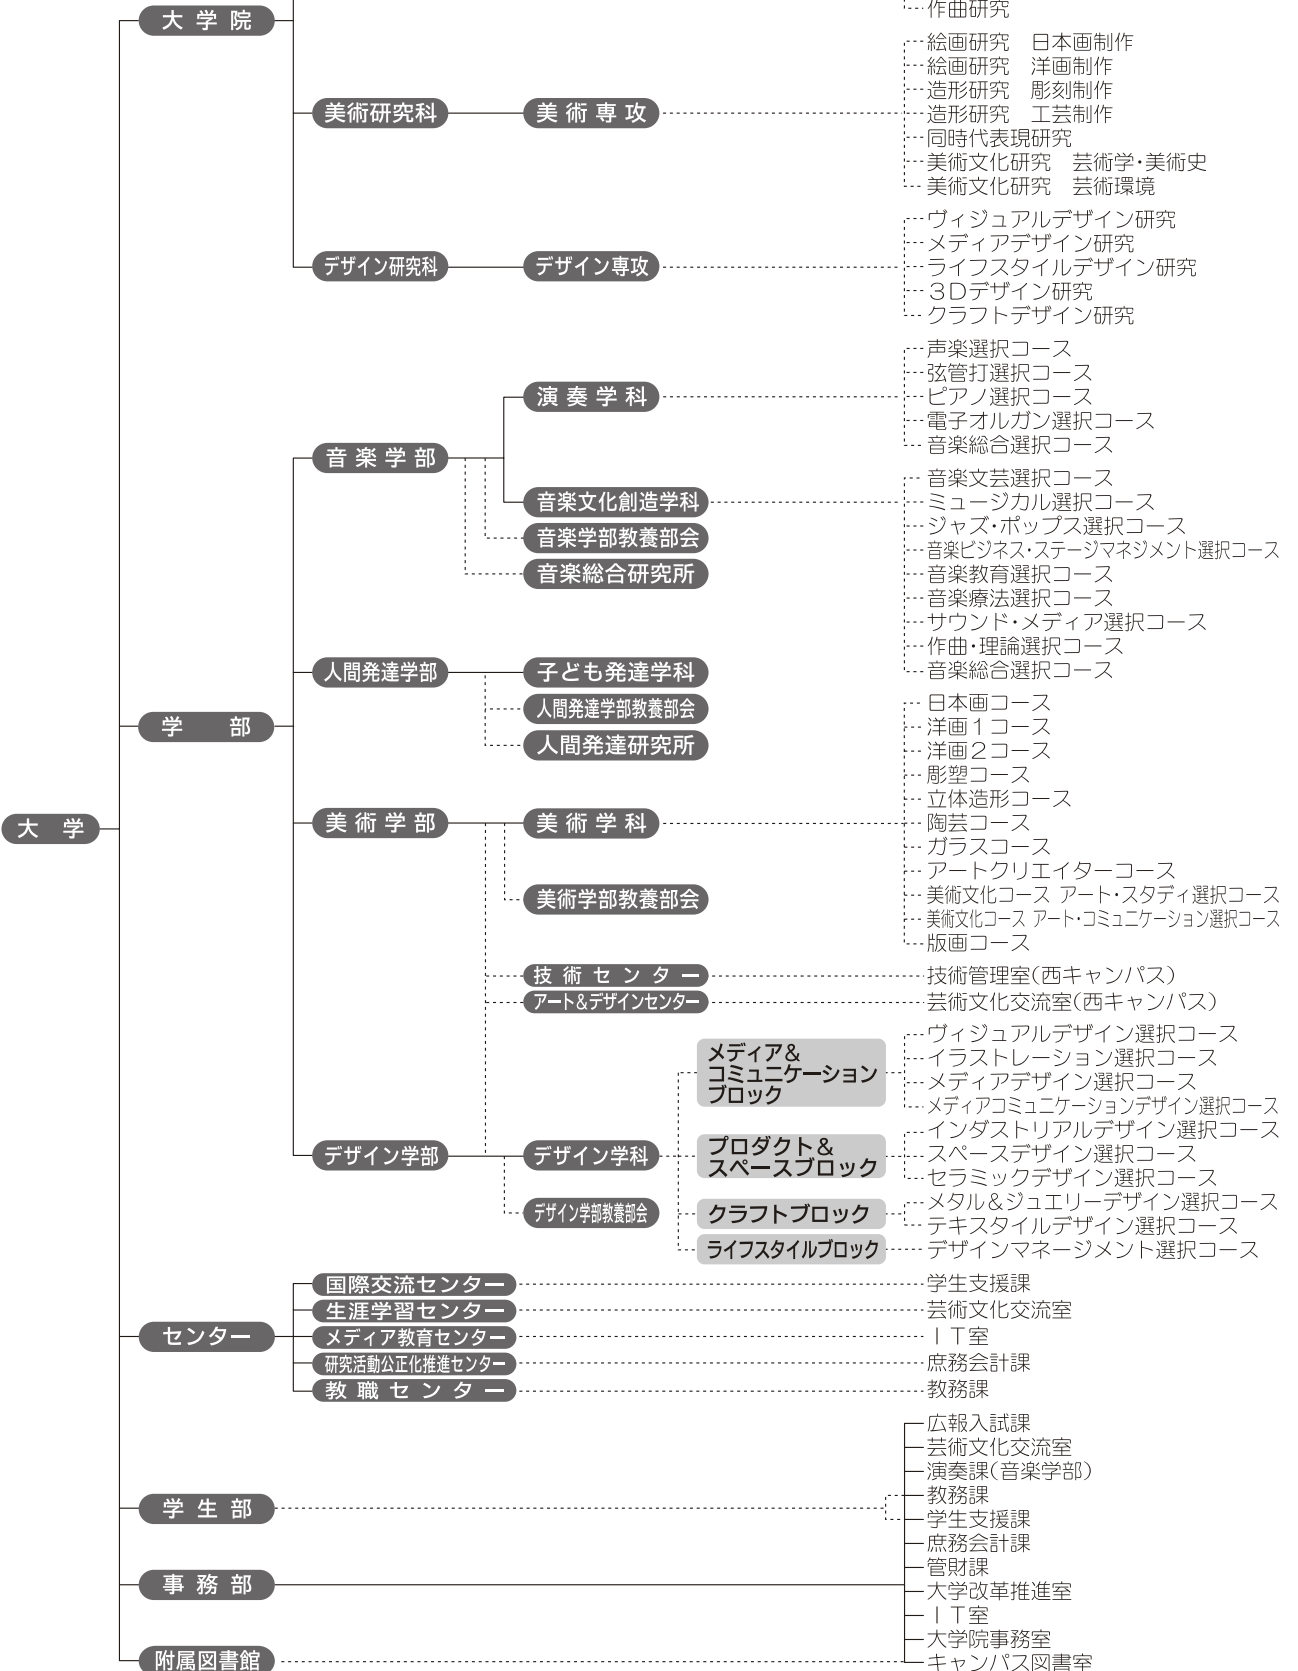 作曲研究
大学院
絵画研究　日本画制作
絵画研究　洋画制作
造形研究　彫刻制作
美術研究科
美術専攻
造形研究　工芸制作
同時代表現研究
美術文化研究　芸術学・美術史
美術文化研究　芸術環境
ヴィジュアルデザイン研究
メディアデザイン研究
デザイン研究科
デザイン専攻
ライフスタイルデザイン研究
３Ｄデザイン研究
クラフトデザイン研究
声楽選択コース
弦管打選択コース
演奏学科
ピアノ選択コース
電子オルガン選択コース
音楽総合選択コース
音楽学部
音楽文芸選択コース
音楽文化創造学科
ミュージカル選択コース
ジャズ・ポップス選択コース
音楽学部教養部会
音楽ビジネス・ステージマネジメント選択コース
音楽総合研究所
音楽教育選択コース
音楽療法選択コース
サウンド・メディア選択コース
作曲・理論選択コース
人間発達学部
子ども発達学科
音楽総合選択コース
人間発達学部教養部会
日本画コース
学部
洋画１コース
人間発達研究所
洋画２コース
彫塑コース
立体造形コース
大学
美術学部
美術学科
陶芸コース
ガラスコース
アートクリエイターコース
美術学部教養部会
美術文化コース アート・スタディ選択コース
美術文化コース アート・コミュニケーション選択コース
版画コース
技術センター
技術管理室(西キャンパス)
アート&デザインセンター
芸術文化交流室(西キャンパス)
メディア&
コミュニケーション
ブロック
ヴィジュアルデザイン選択コース
イラストレーション選択コース
メディアデザイン選択コース
メディアコミュニケーションデザイン選択コース
デザイン学部
デザイン学科
プロダクト&
スペースブロック
インダストリアルデザイン選択コース
スペースデザイン選択コース
セラミックデザイン選択コース
デザイン学部教養部会
クラフトブロック
メタル&ジュエリーデザイン選択コース
テキスタイルデザイン選択コース
ライフスタイルブロック
デザインマネージメント選択コース
国際交流センター
学生支援課
生涯学習センター
芸術文化交流室
センター
メディア教育センター
ＩＴ室
研究活動公正化推進センター
庶務会計課
教職センター
教務課
広報入試課
芸術文化交流室
演奏課(音楽学部)
学生部
教務課
学生支援課
庶務会計課
管財課
事務部
大学改革推進室
ＩＴ室
大学院事務室
附属図書館
キャンパス図書室